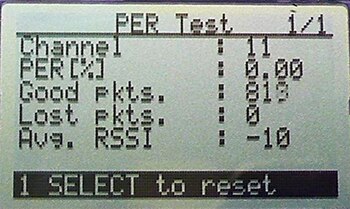 PER Test 1/1
Channel : 11
PER[%] : 0.00
Good pkts. : 819
Lost pkts. : 0
Avg. RSSI : -10
1 SELECT to reset